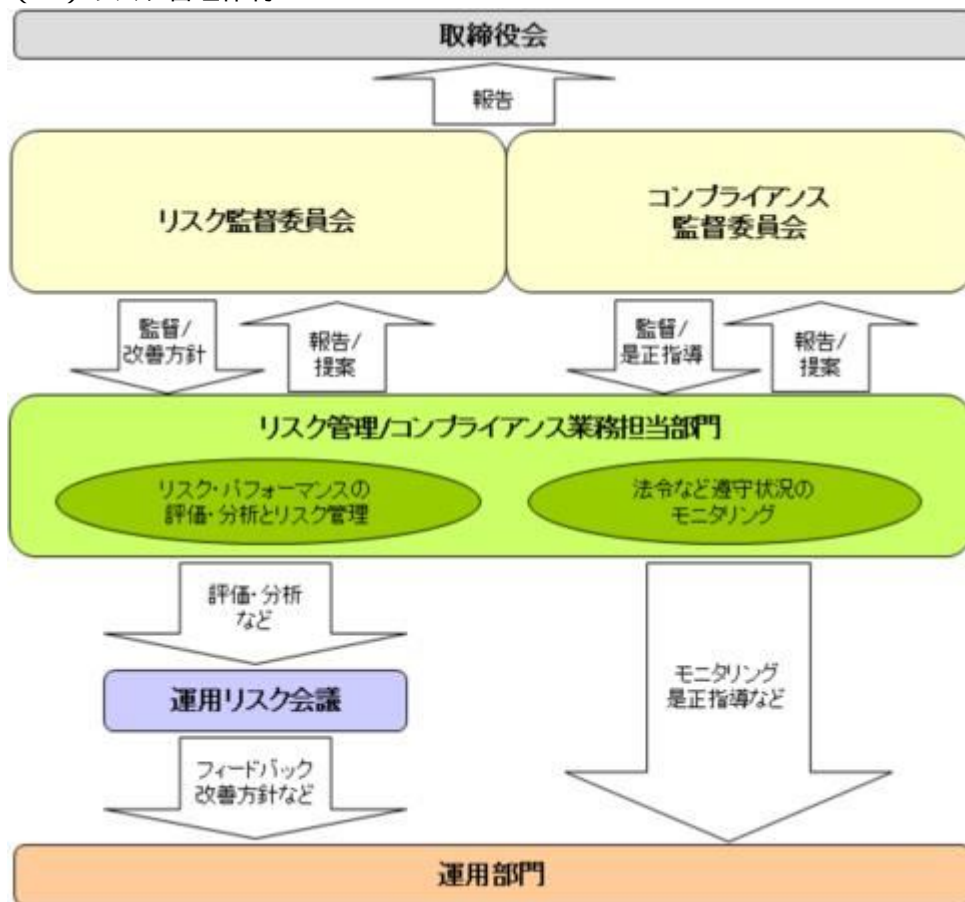 取締役会
報告
リスク監督委員会
コンプライアンス
監督委員会
監督/
改善方針
報告/
提案
監督/
是正指導
報告/
提案
リスク管理/コンプライアンス業務担当部門
リスク・パフォーマンスの
評価・分析とリスク管理
法令など遵守状況の
モニタリング
評価・分析
など
運用リスク会議
モニタリング
是正指導など
フィードバック
改善方針など
運用部門